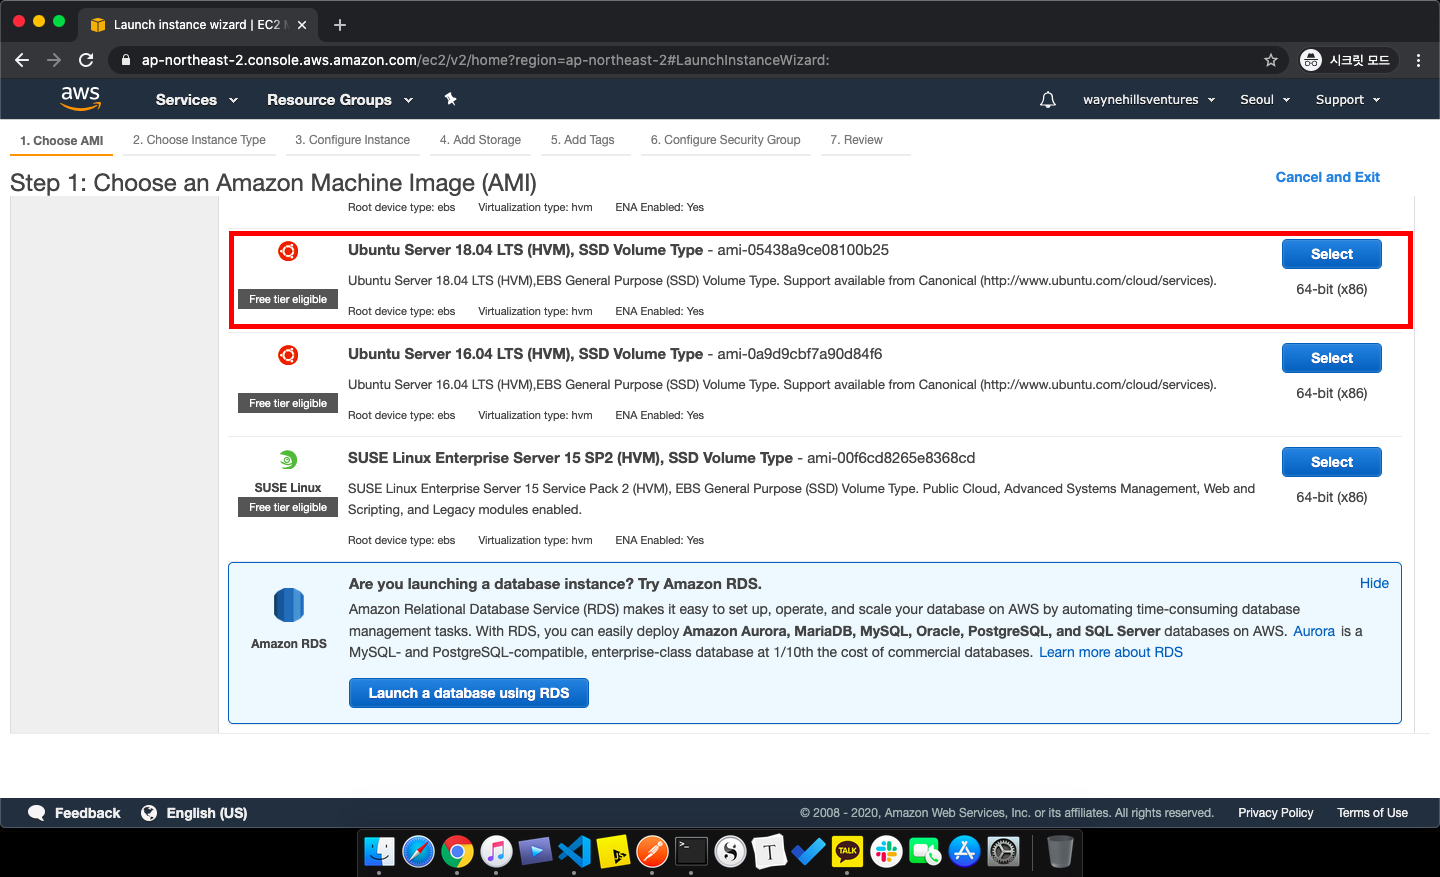 Launch instance wizard | EC2 M
ap-northeast-2.console.aws.amazon.com/ec2/v2/home?region=ap-northeast-2#LaunchInstanceWizard:
시크릿 모드
aws
Services
Resource Groups
waynehillsventures
Seoul
Support
1. Choose AMI
2. Choose Instance Type
3. Configure Instance
4. Add Storage
5. Add Tags
6. Configure Security Group
7. Review
Step 1: Choose an Amazon Machine Image (AMI)
Cancel and Exit
Root device type: ebs Virtualization type: hvm ENA Enabled: Yes
Ubuntu Server 18.04 LTS (HVM), SSD Volume Type - ami-05438a9ce08100b25
Select
Ubuntu Server 18.04 LTS (HVM),EBS General Purpose (SSD) Volume Type. Support available from Canonical (http://www.ubuntu.com/cloud/services).
64-bit (x86)
Free tier eligible
Root device type: ebs Virtualization type: hvm ENA Enabled: Yes
Ubuntu Server 16.04 LTS (HVM), SSD Volume Type - ami-0a9d9cbf7a90d84f6
Select
Ubuntu Server 16.04 LTS (HVM),EBS General Purpose (SSD) Volume Type. Support available from Canonical (http://www.ubuntu.com/cloud/services).
64-bit (x86)
Free tier eligible
Root device type: ebs Virtualization type: hvm ENA Enabled: Yes
SUSE Linux Enterprise Server 15 SP2 (HVM), SSD Volume Type - ami-00f6cd8265e8368cd
Select
SUSE Linux
SUSE Linux Enterprise Server 15 Service Pack 2 (HVM), EBS General Purpose (SSD) Volume Type. Public Cloud, Advanced Systems Management, Web and
64-bit (x86)
Free tier eligible
Scripting, and Legacy modules enabled.
Root device type: ebs Virtualization type: hvm ENA Enabled: Yes
Are you launching a database instance? Try Amazon RDS.
Hide
Amazon Relational Database Service (RDS) makes it easy to set up, operate, and scale your database on AWS by automating time-consuming database
management tasks. With RDS, you can easily deploy Amazon Aurora, MariaDB, MySQL, Oracle, PostgreSQL, and SQL Server databases on AWS. Aurora is a
Amazon RDS
MySQL- and PostgreSQL-compatible, enterprise-class database at 1/10th the cost of commercial databases. Learn more about RDS
Launch a database using RDS
Feedback
English (US)
© 2008 - 2020, Amazon Web Services, Inc. or its affiliates. All rights reserved.
Privacy Policy
Terms of Use
JS
>_
S
T
TALK